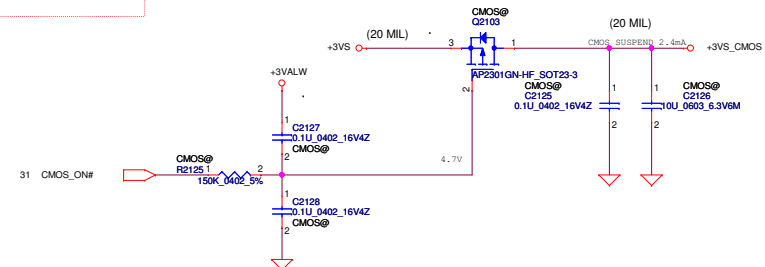 CMOS@
Q2103
(20 MIL)
(20 MIL)
+3VS
3
1
CMOS SUSPEND 2.4mA
+3VS_CMOS
AP2301GN-HF_SOT23-3
+3VALW
2
CMOS@
C2125
0.1U_0402_16V4Z
1
2
CMOS@
C2126
10U_0603_6.3V6M
1
2
1
C2127
0.1U_0402_16V4Z
CMOS@
2
4.7V
31
CMOS_ON#
CMOS@
R2125
1
2
150K_0402_5%
1
C2128
0.1U_0402_16V4Z
CMOS@
2